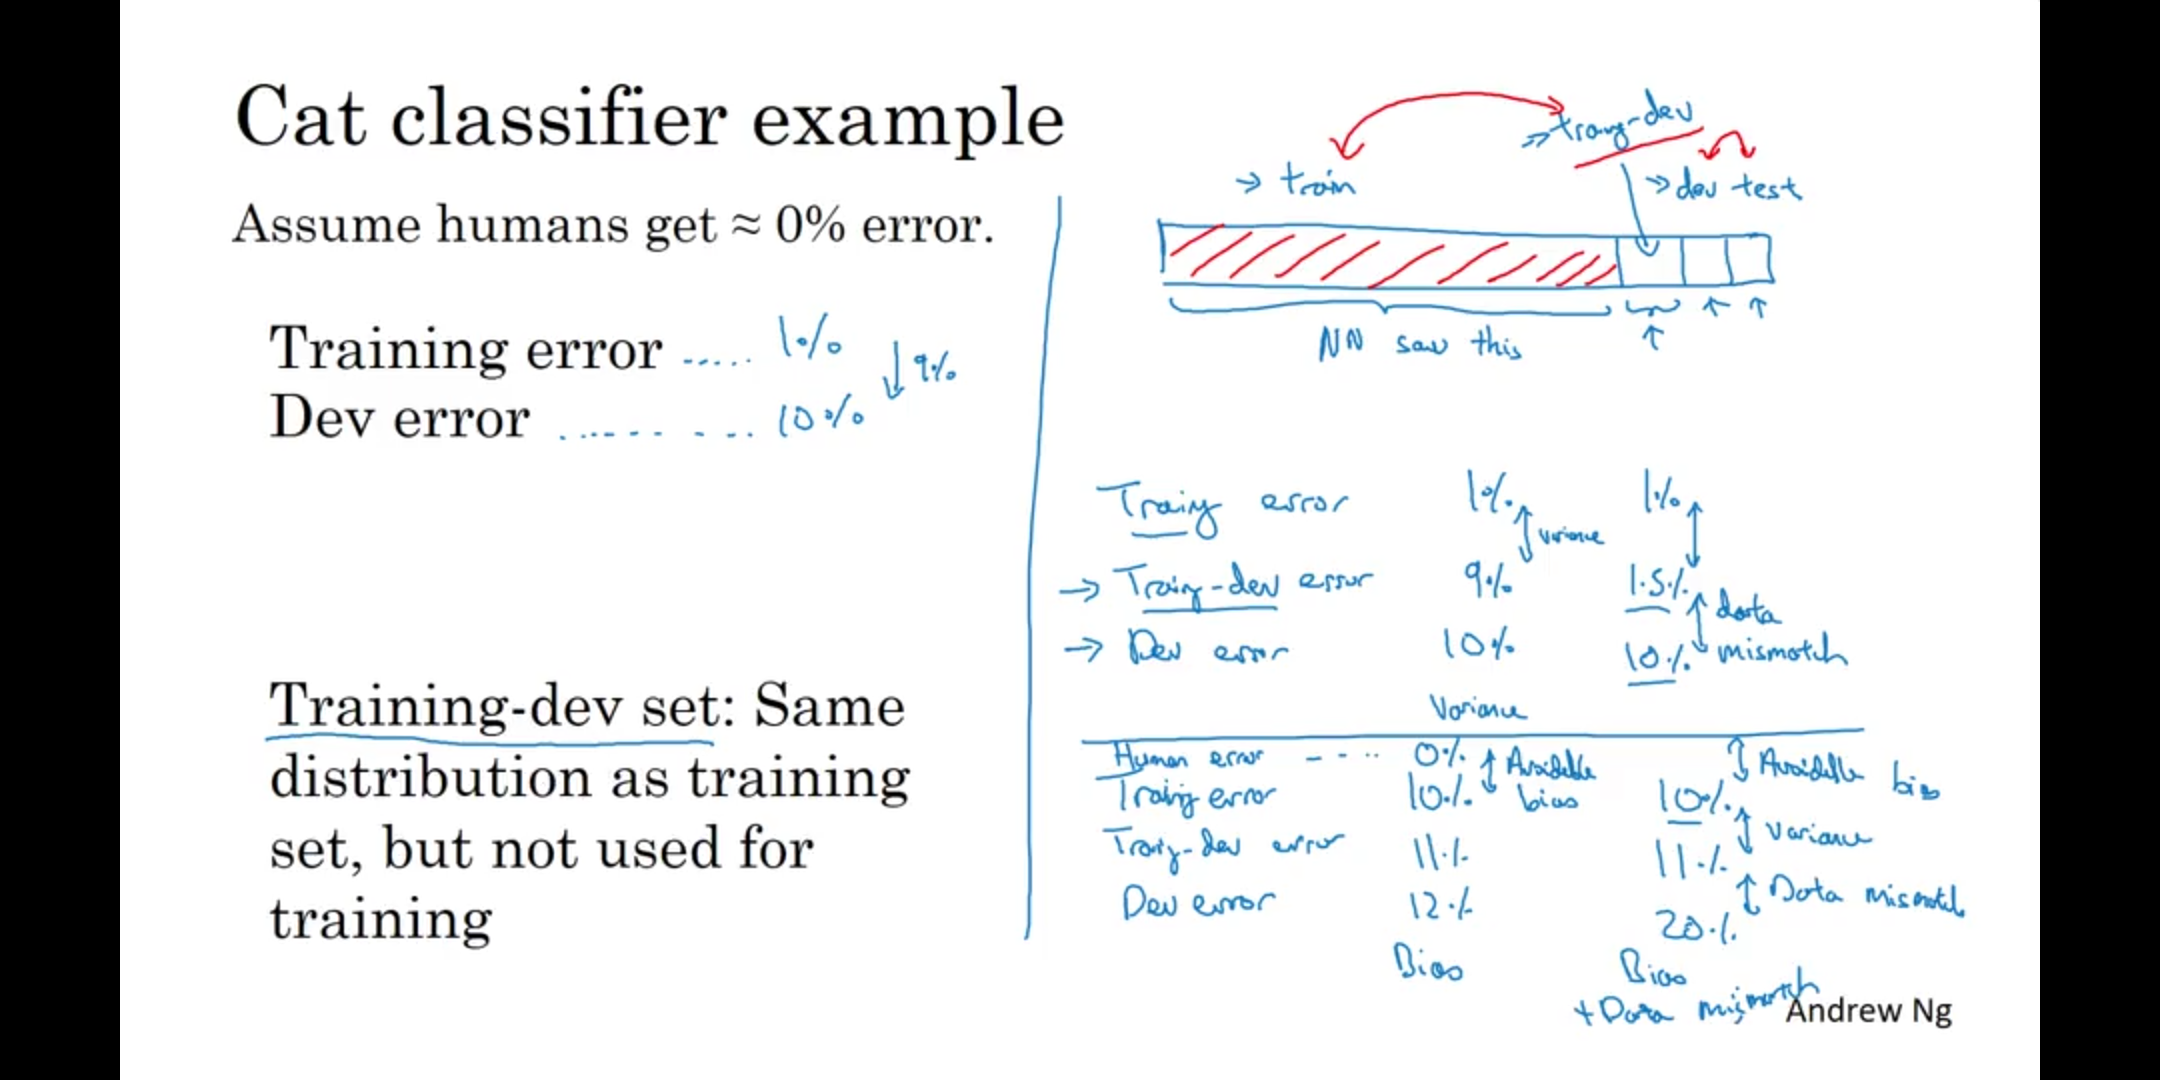 Cat classifier example
Assume humans get ≈ 0% error.
Training error ..... 1%
↓ 9%
Dev error ......... 10%
Training-dev set: Same
distribution as training
set, but not used for
training
→ train
→ training-dev
→ dev test
NN saw this
Training error 1% 1%
variance
→ Training-dev error 9% 1.5%
data
→ Dev error 10% 10% mismatch
Variance
Human error ---- 0% Avoidable
Avoidable bias
Training error 10% bias 10%
variance
Training-dev error 11% 11%
Data mismatch
Dev error 12% 20%
Bias Bias
+ Data mismatch
Andrew Ng